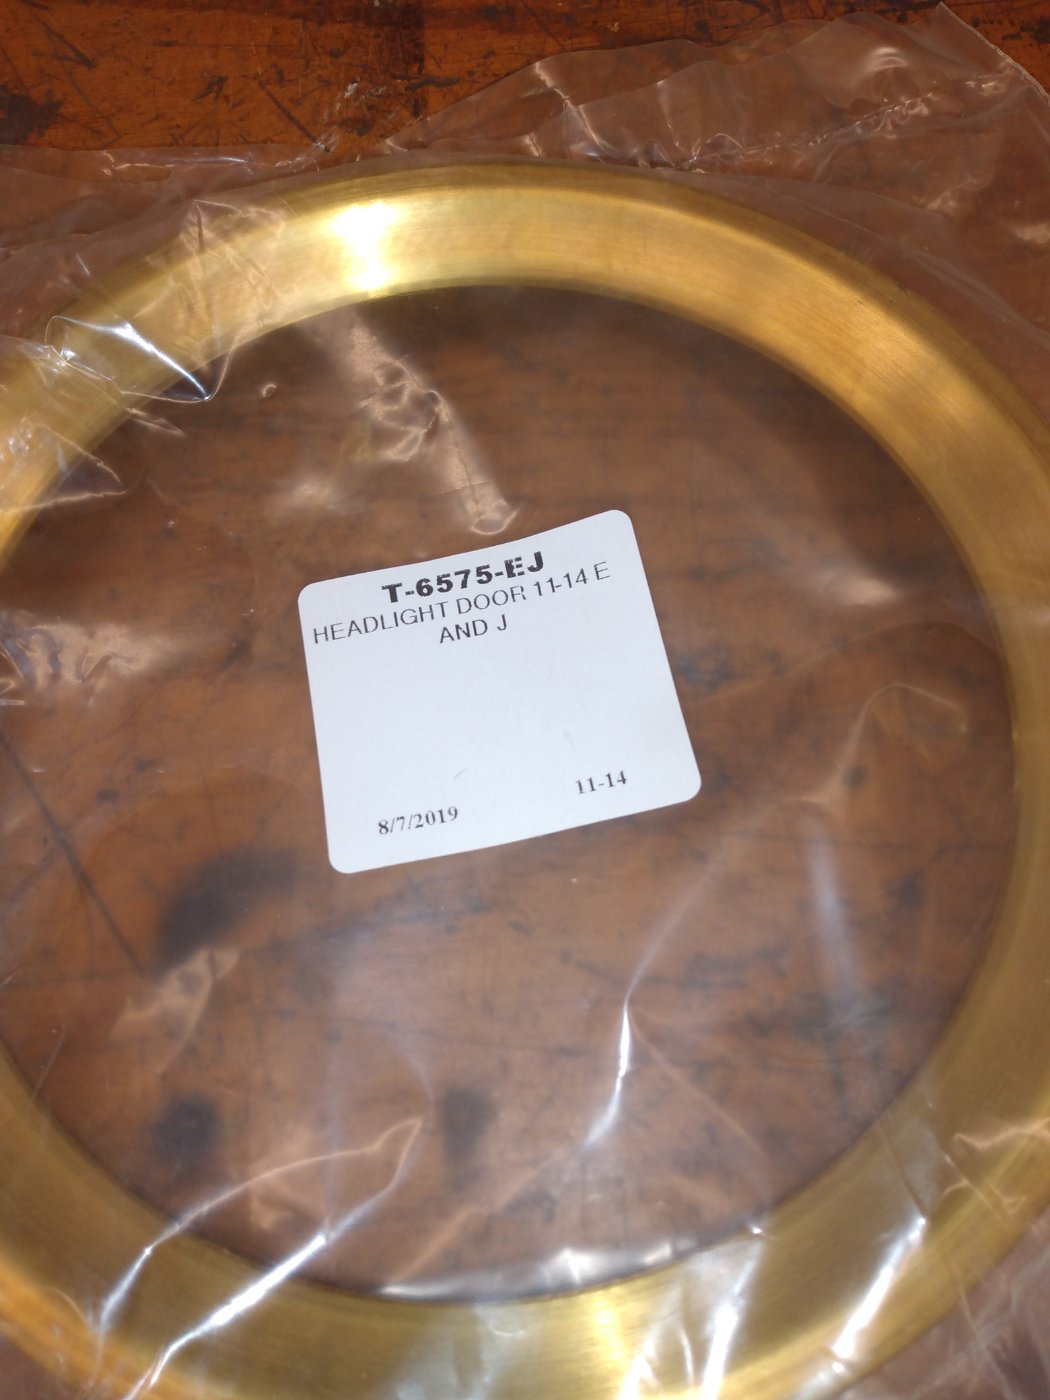 T-6575-EJ
HEADLIGHT DOOR 11-14 E
AND J
8/7/2019 11-14